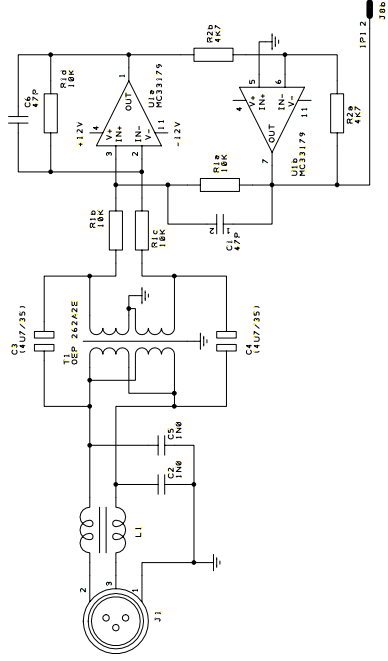 J8b
1P1 2
R2b
4K7
R1d
10K
C6
47P
1
OUT
U1a
MC33179
+12V
4
V+
IN+
IN-
V-
11
-12V
3
2
4
5
6
11
V+
IN+
IN-
V-
OUT
7
U1b
MC33179
R2a
4K7
R1a
10K
C1
47P
1
2
R1b
10K
R1c
10K
C3
(4U7/35)
T1
OEP 262A2E
C4
(4U7/35)
C5
1N0
C2
1N0
L1
2
3
1
J1